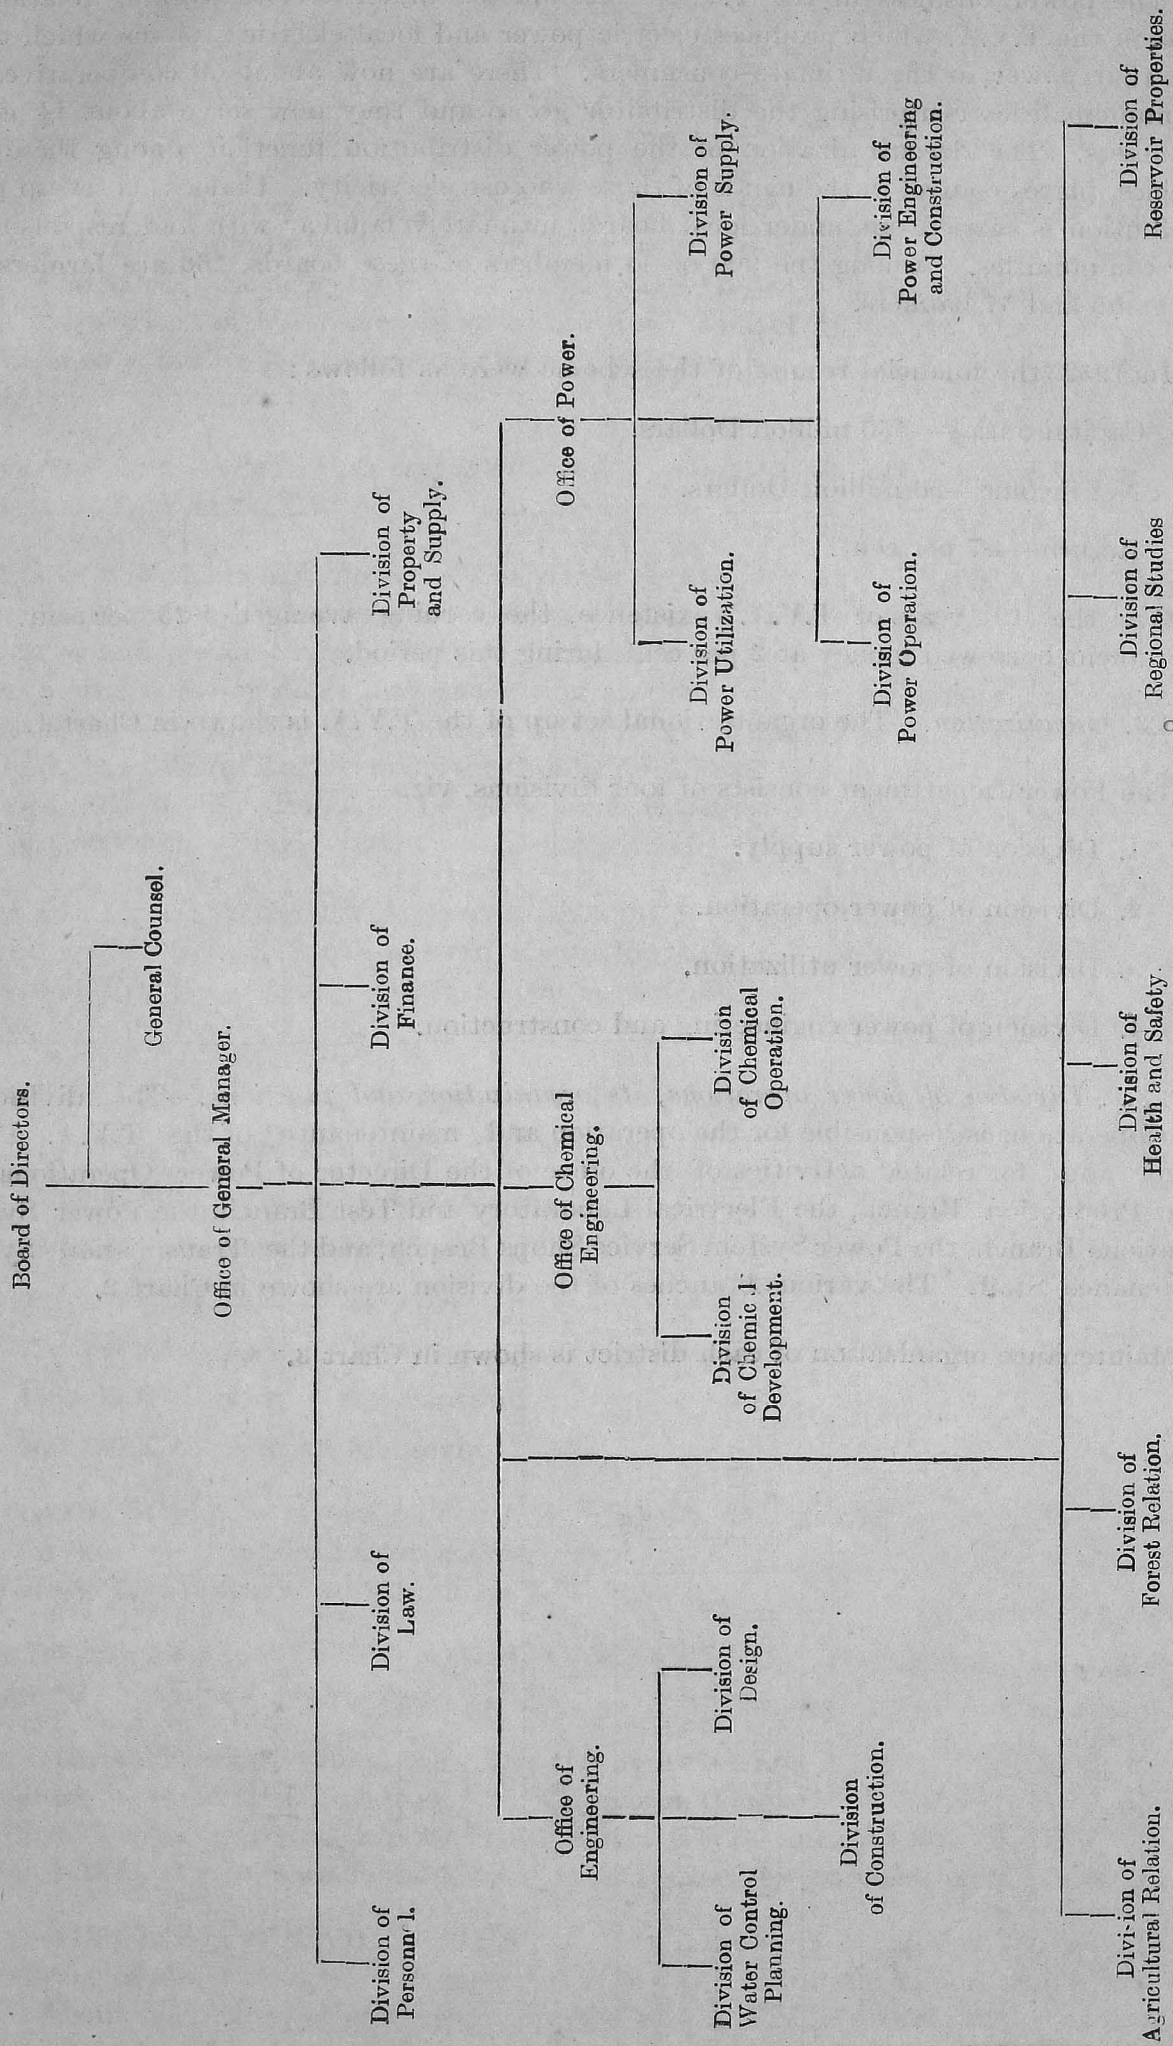 Board of Directors.
General Counsel.
Office of General Manager.
Division of
Personn l.
Division of
Law.
Division of
Finance.
Division of
Property
and Supply.
Office of
Engineering.
Office of Chemical
Engineering.
Office of Power.
Division of
Water Control
Planning.
Division of
Design.
Division
of Chemic l
Development.
Division
of Chemical
Operation.
Division of
Power Utilization.
Division of
Power Supply.
Division
of Construction.
Division of
Power Operation.
Division of
Power Engineering
and Construction.
Division of
Agricultural Relation.
Division of
Forest Relation.
Division of
Health and Safety.
Division of
Regional Studies
Division of
Reservoir Properties.